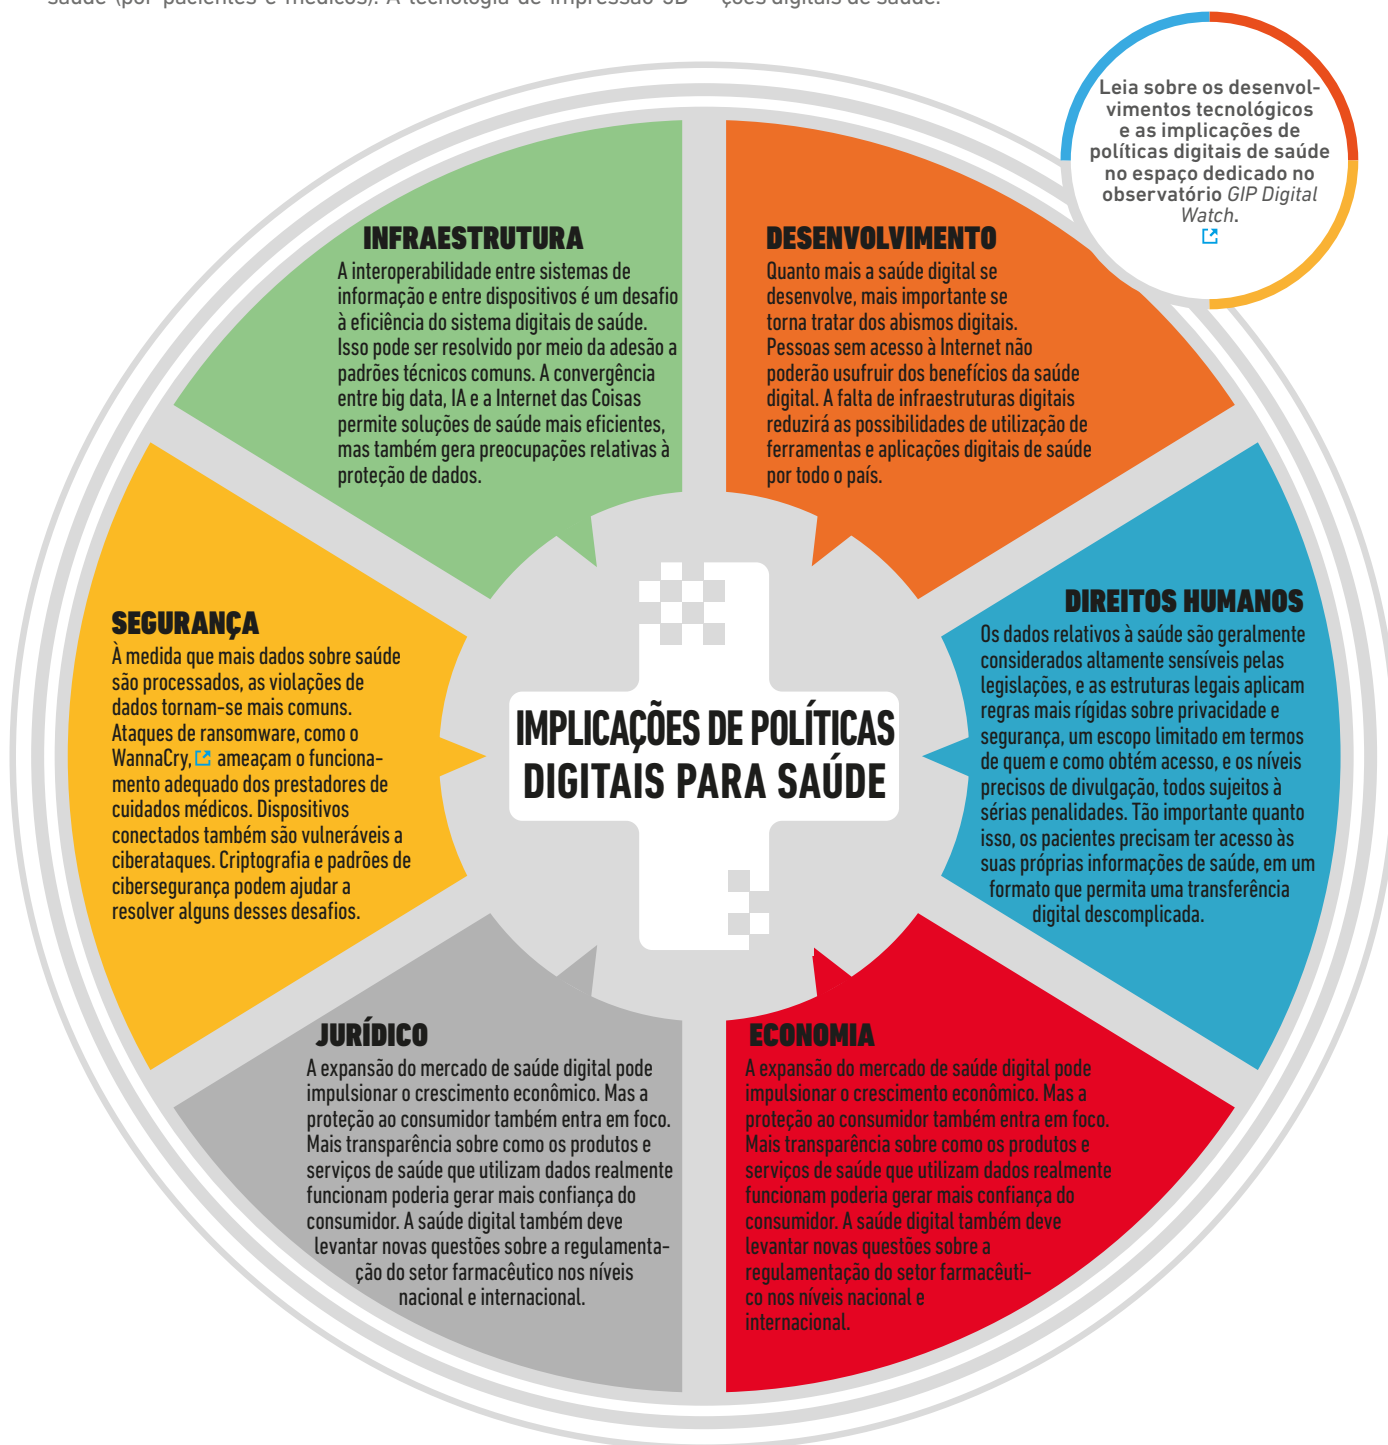 saúde (por pacientes e médicos). A tecnologia de impressão 3D
ções digitais de saúde.
Leia sobre os desenvol-
vimentos tecnológicos
e as implicações de
políticas digitais de saúde
no espaço dedicado no
observatório GIP Digital
Watch.
INFRAESTRUTURA
A interoperabilidade entre sistemas de
informação e entre dispositivos é um desafio
à eficiência do sistema digitais de saúde.
Isso pode ser resolvido por meio da adesão a
padrões técnicos comuns. A convergência
entre big data, IA e a Internet das Coisas
permite soluções de saúde mais eficientes,
mas também gera preocupações relativas à
proteção de dados.
DESENVOLVIMENTO
Quanto mais a saúde digital se
desenvolve, mais importante se
torna tratar dos abismos digitais.
Pessoas sem acesso à Internet não
poderão usufruir dos benefícios da saúde
digital. A falta de infraestruturas digitais
reduzirá as possibilidades de utilização de
ferramentas e aplicações digitais de saúde
por todo o país.
SEGURANÇA
À medida que mais dados sobre saúde
são processados, as violações de
dados tornam-se mais comuns.
Ataques de ransomware, como o
WannaCry, ameaçam o funciona-
mento adequado dos prestadores de
cuidados médicos. Dispositivos
conectados também são vulneráveis a
ciberataques. Criptografia e padrões de
cibersegurança podem ajudar a
resolver alguns desses desafios.
IMPLICAÇÕES DE POLÍTICAS
DIGITAIS PARA SAÚDE
DIREITOS HUMANOS
Os dados relativos à saúde são geralmente
considerados altamente sensíveis pelas
legislações, e as estruturas legais aplicam
regras mais rígidas sobre privacidade e
segurança, um escopo limitado em termos
de quem e como obtém acesso, e os níveis
precisos de divulgação, todos sujeitos à
sérias penalidades. Tão importante quanto
isso, os pacientes precisam ter acesso às
suas próprias informações de saúde, em um
formato que permita uma transferência
digital descomplicada.
JURÍDICO
A expansão do mercado de saúde digital pode
impulsionar o crescimento econômico. Mas a
proteção ao consumidor também entra em foco.
Mais transparência sobre como os produtos e
serviços de saúde que utilizam dados realmente
funcionam poderia gerar mais confiança do
consumidor. A saúde digital também deve
levantar novas questões sobre a regulamenta-
ção do setor farmacêutico nos níveis
nacional e internacional.
ECONOMIA
A expansão do mercado de saúde digital pode
impulsionar o crescimento econômico. Mas a
proteção ao consumidor também entra em foco.
Mais transparência sobre como os produtos e
serviços de saúde que utilizam dados realmente
funcionam poderia gerar mais confiança do
consumidor. A saúde digital também deve
levantar novas questões sobre a
regulamentação do setor farmacêuti-
co nos níveis nacional e
internacional.